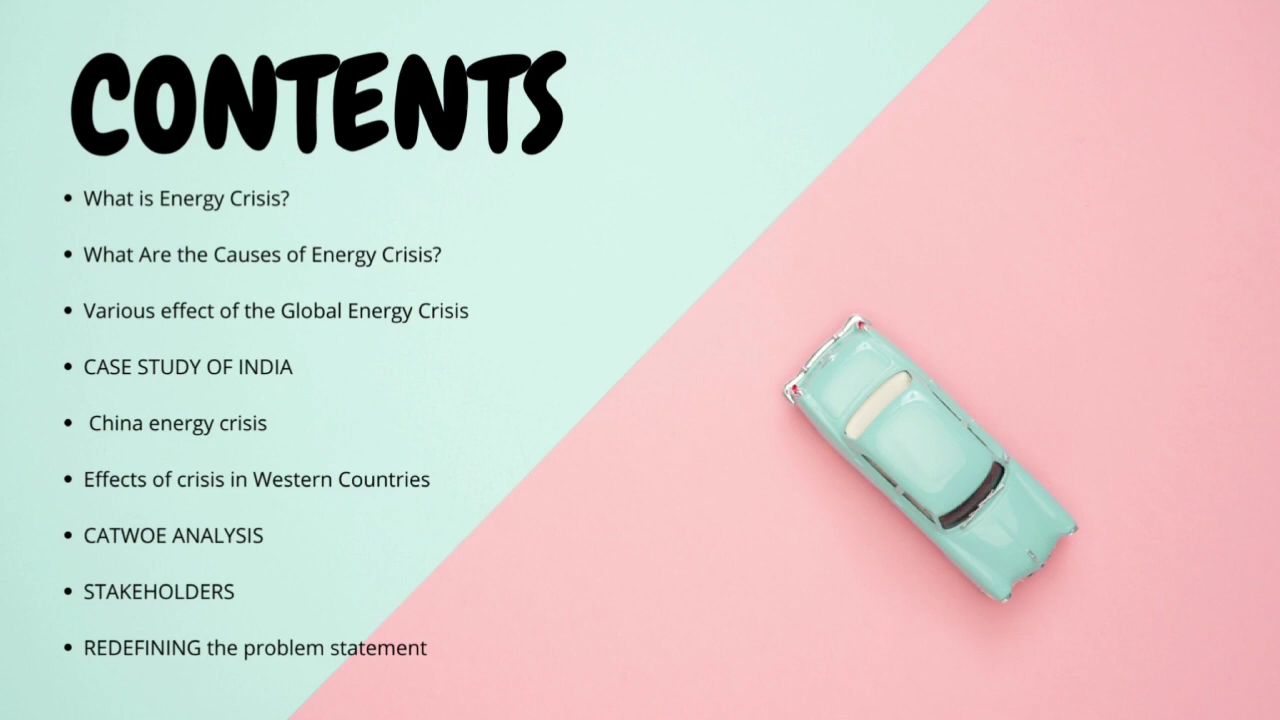 CONTENTS
• What is Energy Crisis?
• What Are the Causes of Energy Crisis?
• Various effect of the Global Energy Crisis
• CASE STUDY OF INDIA
• China energy crisis
• Effects of crisis in Western Countries
• CATWOE ANALYSIS
• STAKEHOLDERS
• REDEFINING the problem statement